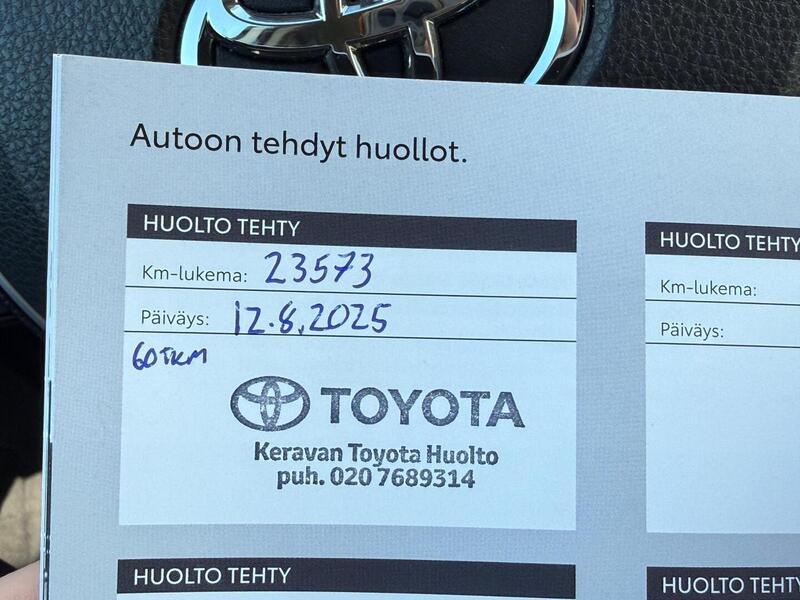 Autoon tehdyt huollot.
HUOLTO TEHTY
Km-lukema: 23573
Päiväys: 12.8.2025
60TKM
TOYOTA
Keravan Toyota Huolto
puh. 020 7689314
HUOLTO TEHTY
Km-lukema:
Päiväys:
HUOLTO TEHTY
HUOLTO TEHTY